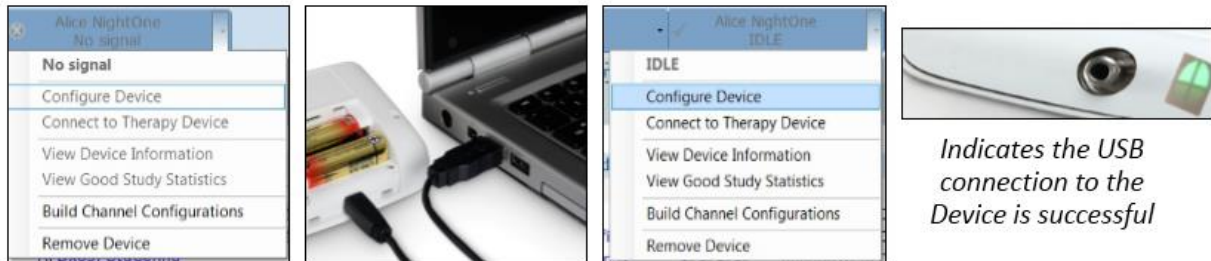 Alice NightOne
No signal
No signal
Configure Device
Connect to Therapy Device
View Device Information
View Good Study Statistics
Build Channel Configurations
Remove Device
Alice NightOne
IDLE
IDLE
Configure Device
Connect to Therapy Device
View Device Information
View Good Study Statistics
Build Channel Configurations
Remove Device
Indicates the USB
connection to the
Device is successful